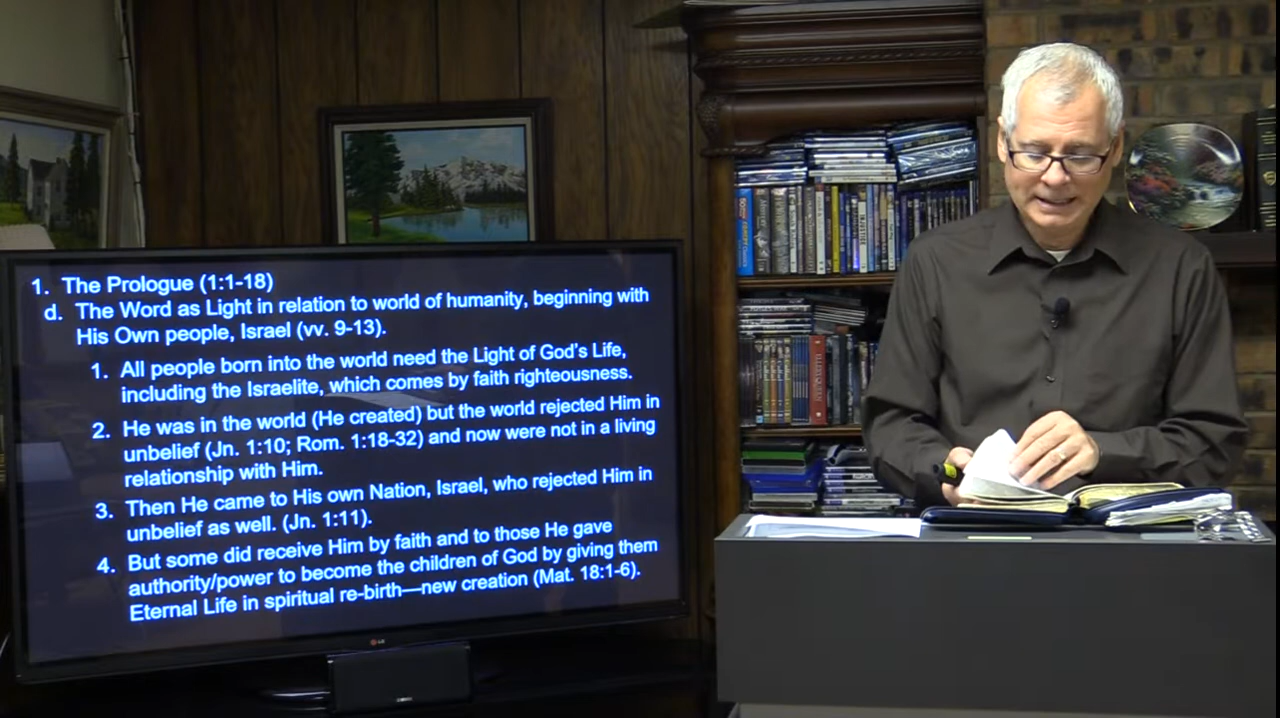 1. The Prologue (1:1-18)
d. The Word as Light in relation to world of humanity, beginning with
His Own people, Israel (vv. 9-13).
1. All people born into the world need the Light of God's Life,
including the Israelite, which comes by faith righteousness.
2. He was in the world (He created) but the world rejected Him in
unbelief (Jn. 1:10; Rom. 1:18-32) and now were not in a living
relationship with Him.
3. Then He came to His own Nation, Israel, who rejected Him in
unbelief as well. (Jn. 1:11).
4. But some did receive Him by faith and to those He gave
authority/power to become the children of God by giving them
Eternal Life in spiritual re-birth—new creation (Mat. 18:1-6).
LG